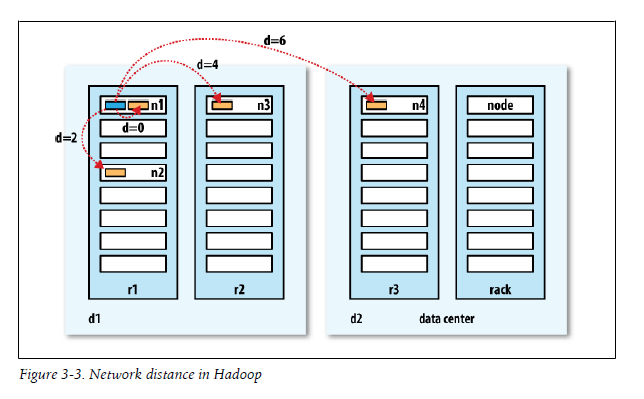 d=6
d=4
n1
n3
n4
node
d=0
d=2
n2
r1
r2
r3
rack
d1
d2
data center
Figure 3-3. Network distance in Hadoop